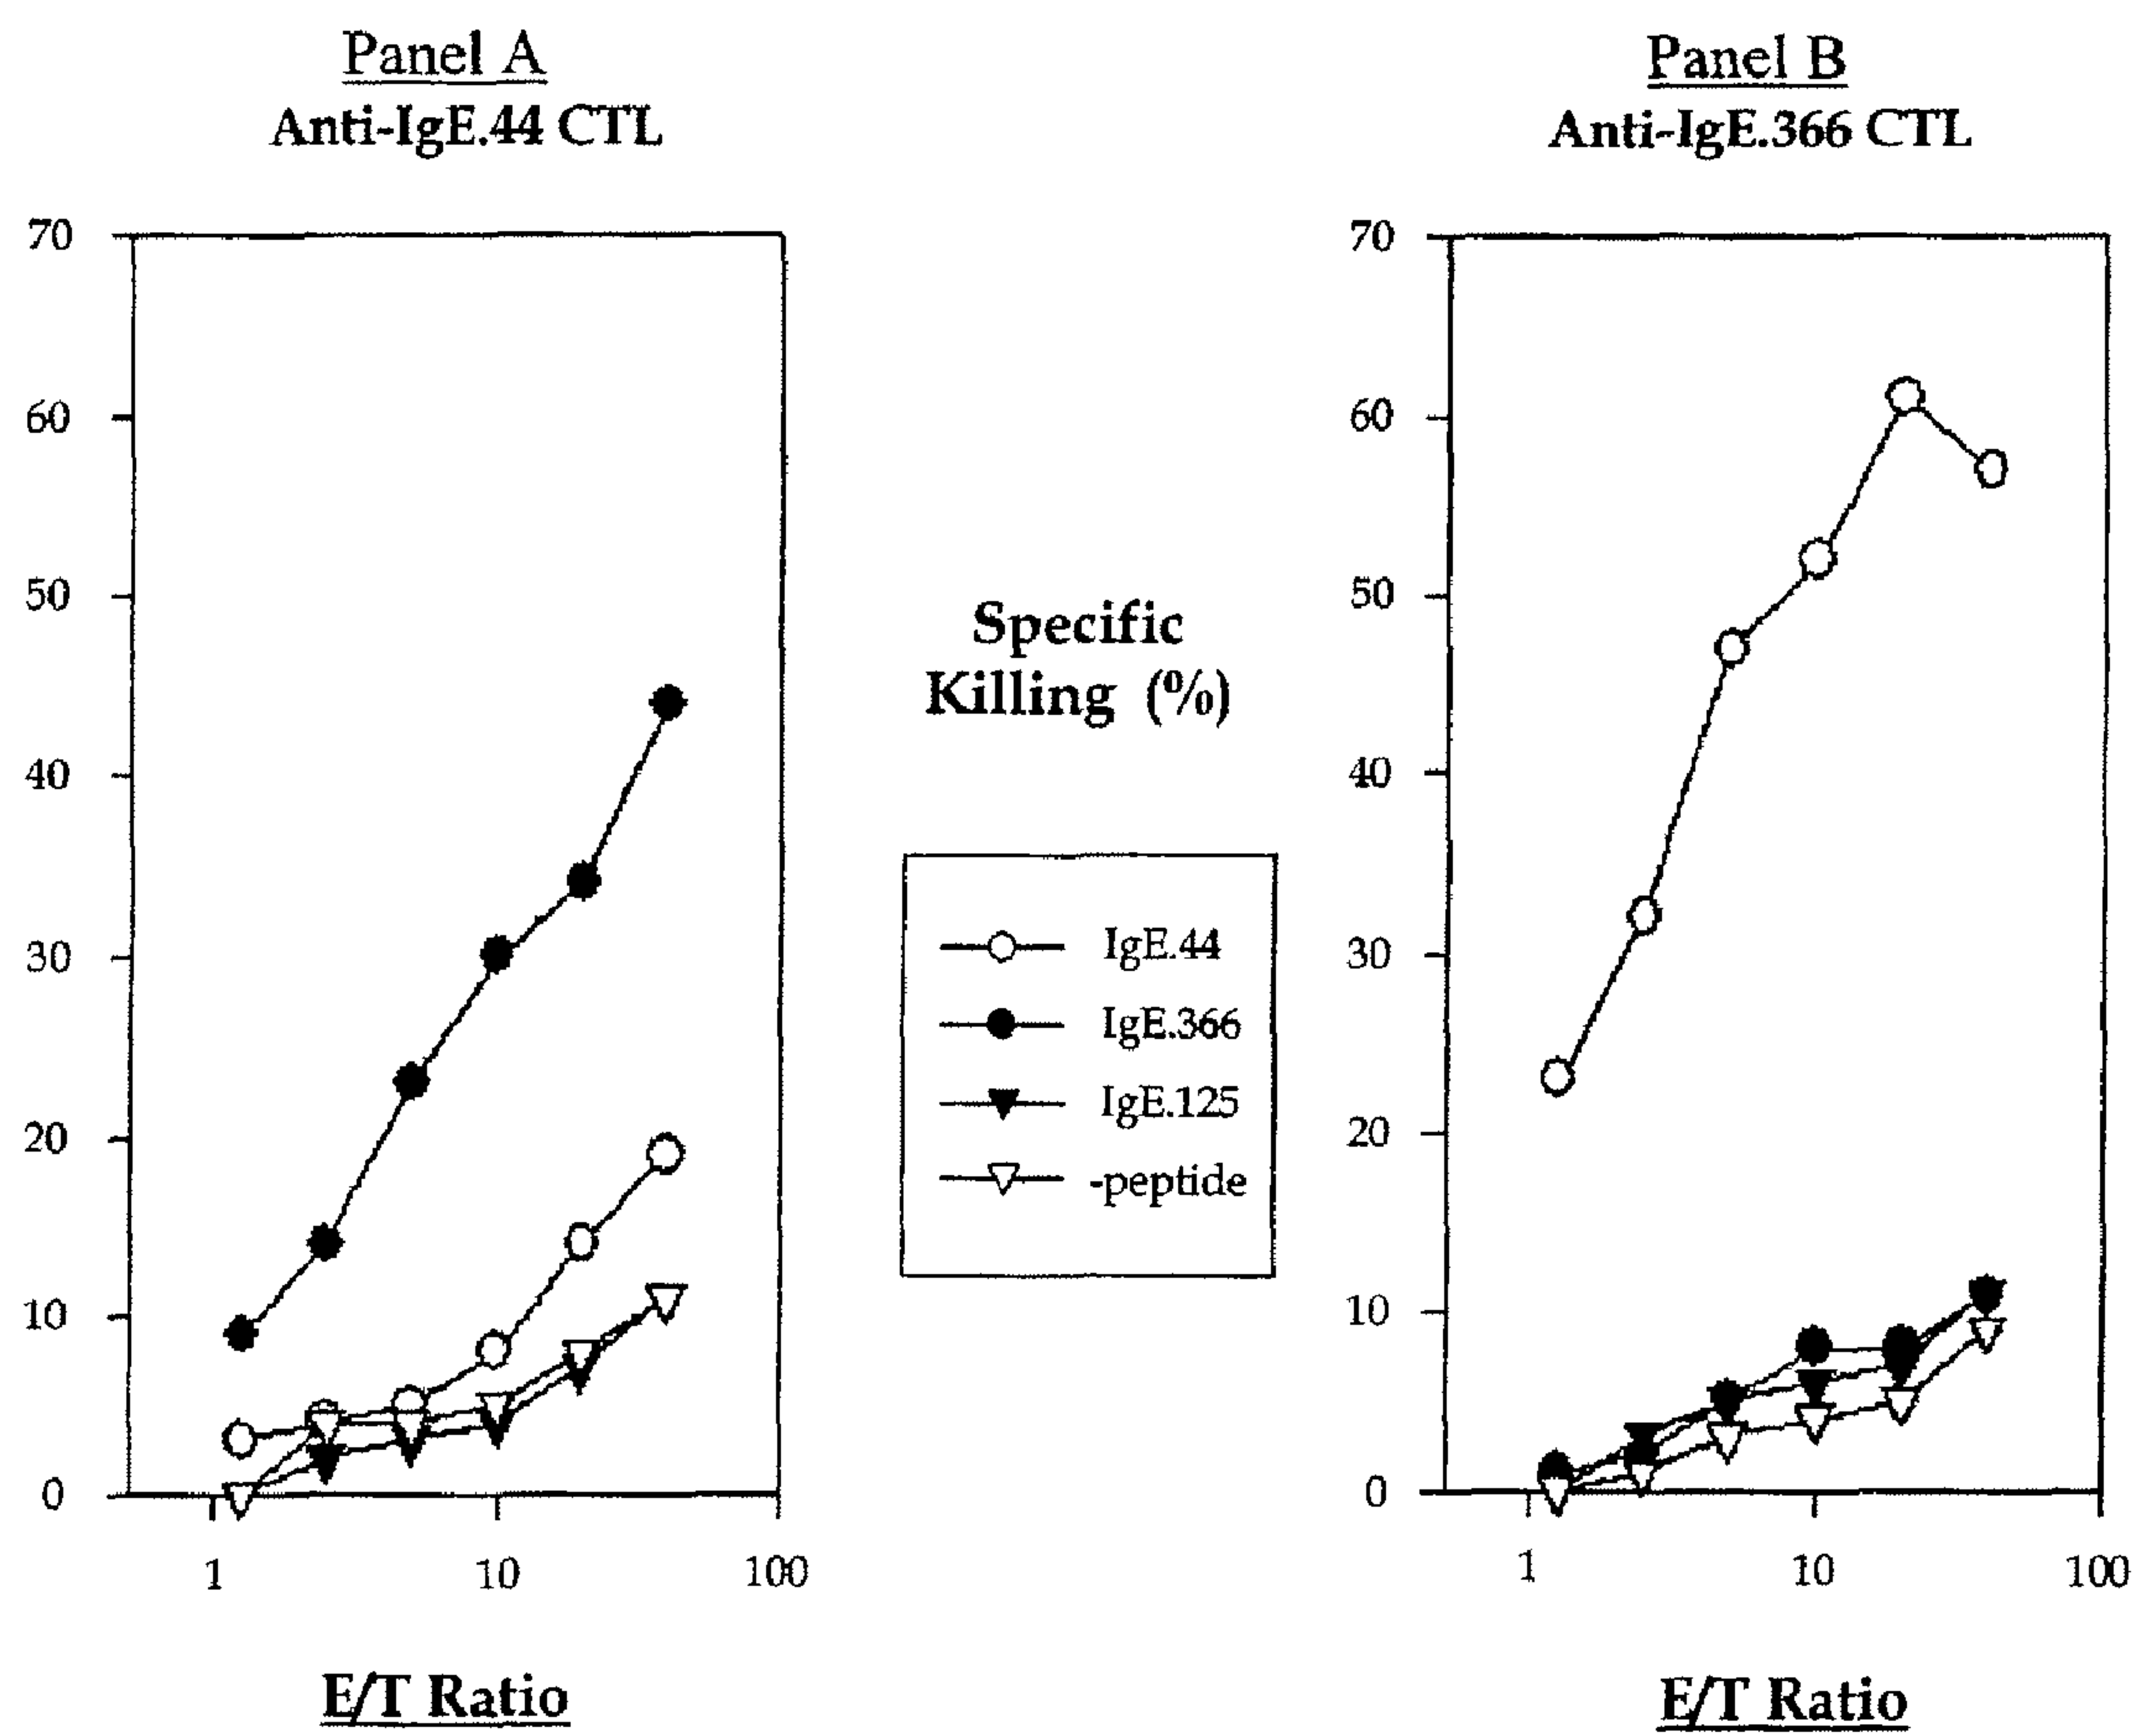 Panel A
Anti-IgE.44 CTL
70
60
50
40
30
20
10
0
1 10 100
E/T Ratio
Specific
Killing (%)
IgE.44
IgE.366
IgE.125
-peptide
Panel B
Anti-IgE.366 CTL
70
60
50
40
30
20
10
0
1 10 100
E/T Ratio